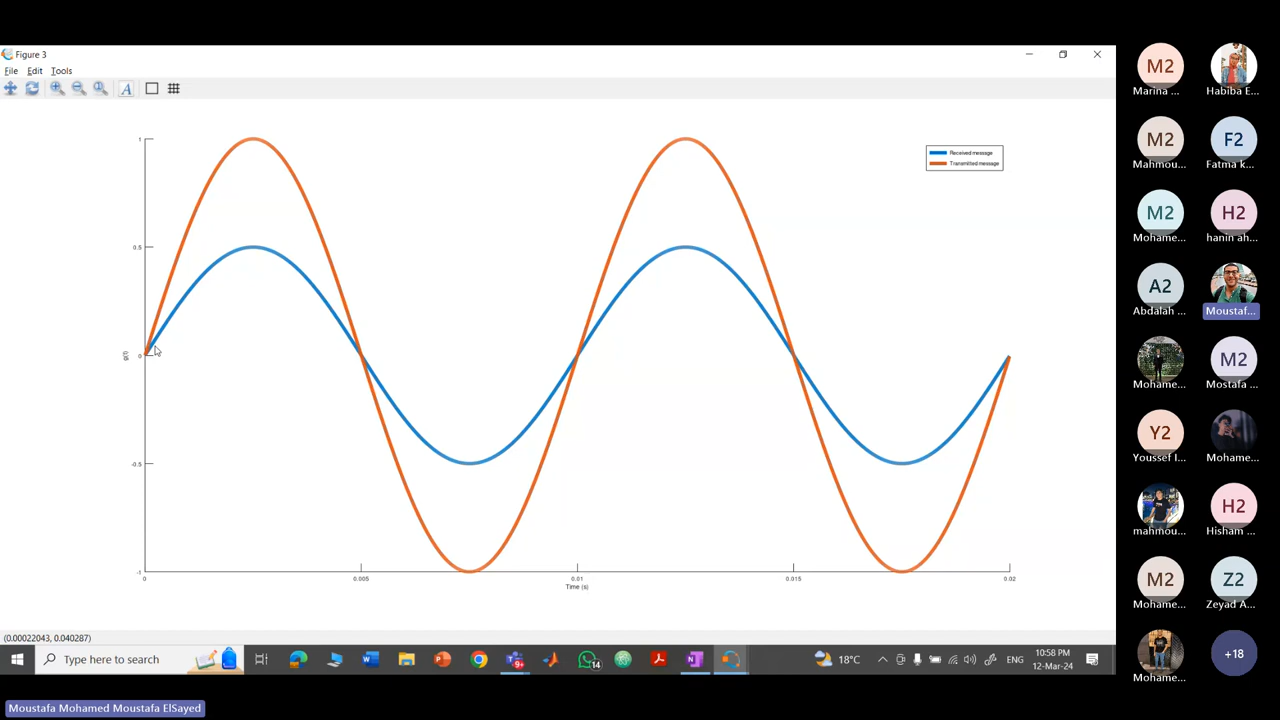 Figure 3
File Edit Tools
A
1
0.5
0
-0.5
-1
g(t)
0 0.005 0.01 0.015 0.02
Time (s)
Received message
Transmitted message
(0.00022043, 0.040287)
Type here to search
14
18°C
ENG
10:58 PM
12-Mar-24
Moustafa Mohamed Moustafa ElSayed
M2
Marina ...
Habiba E...
M2
Mahmou...
F2
Fatma k...
M2
Mohame...
H2
hanin ah...
A2
Abdalah ...
Moustaf...
Mohame...
M2
Mostafa ...
Y2
Youssef I...
Mohame...
mahmou...
H2
Hisham ...
M2
Mohame...
Z2
Zeyad A...
Mohame...
+18